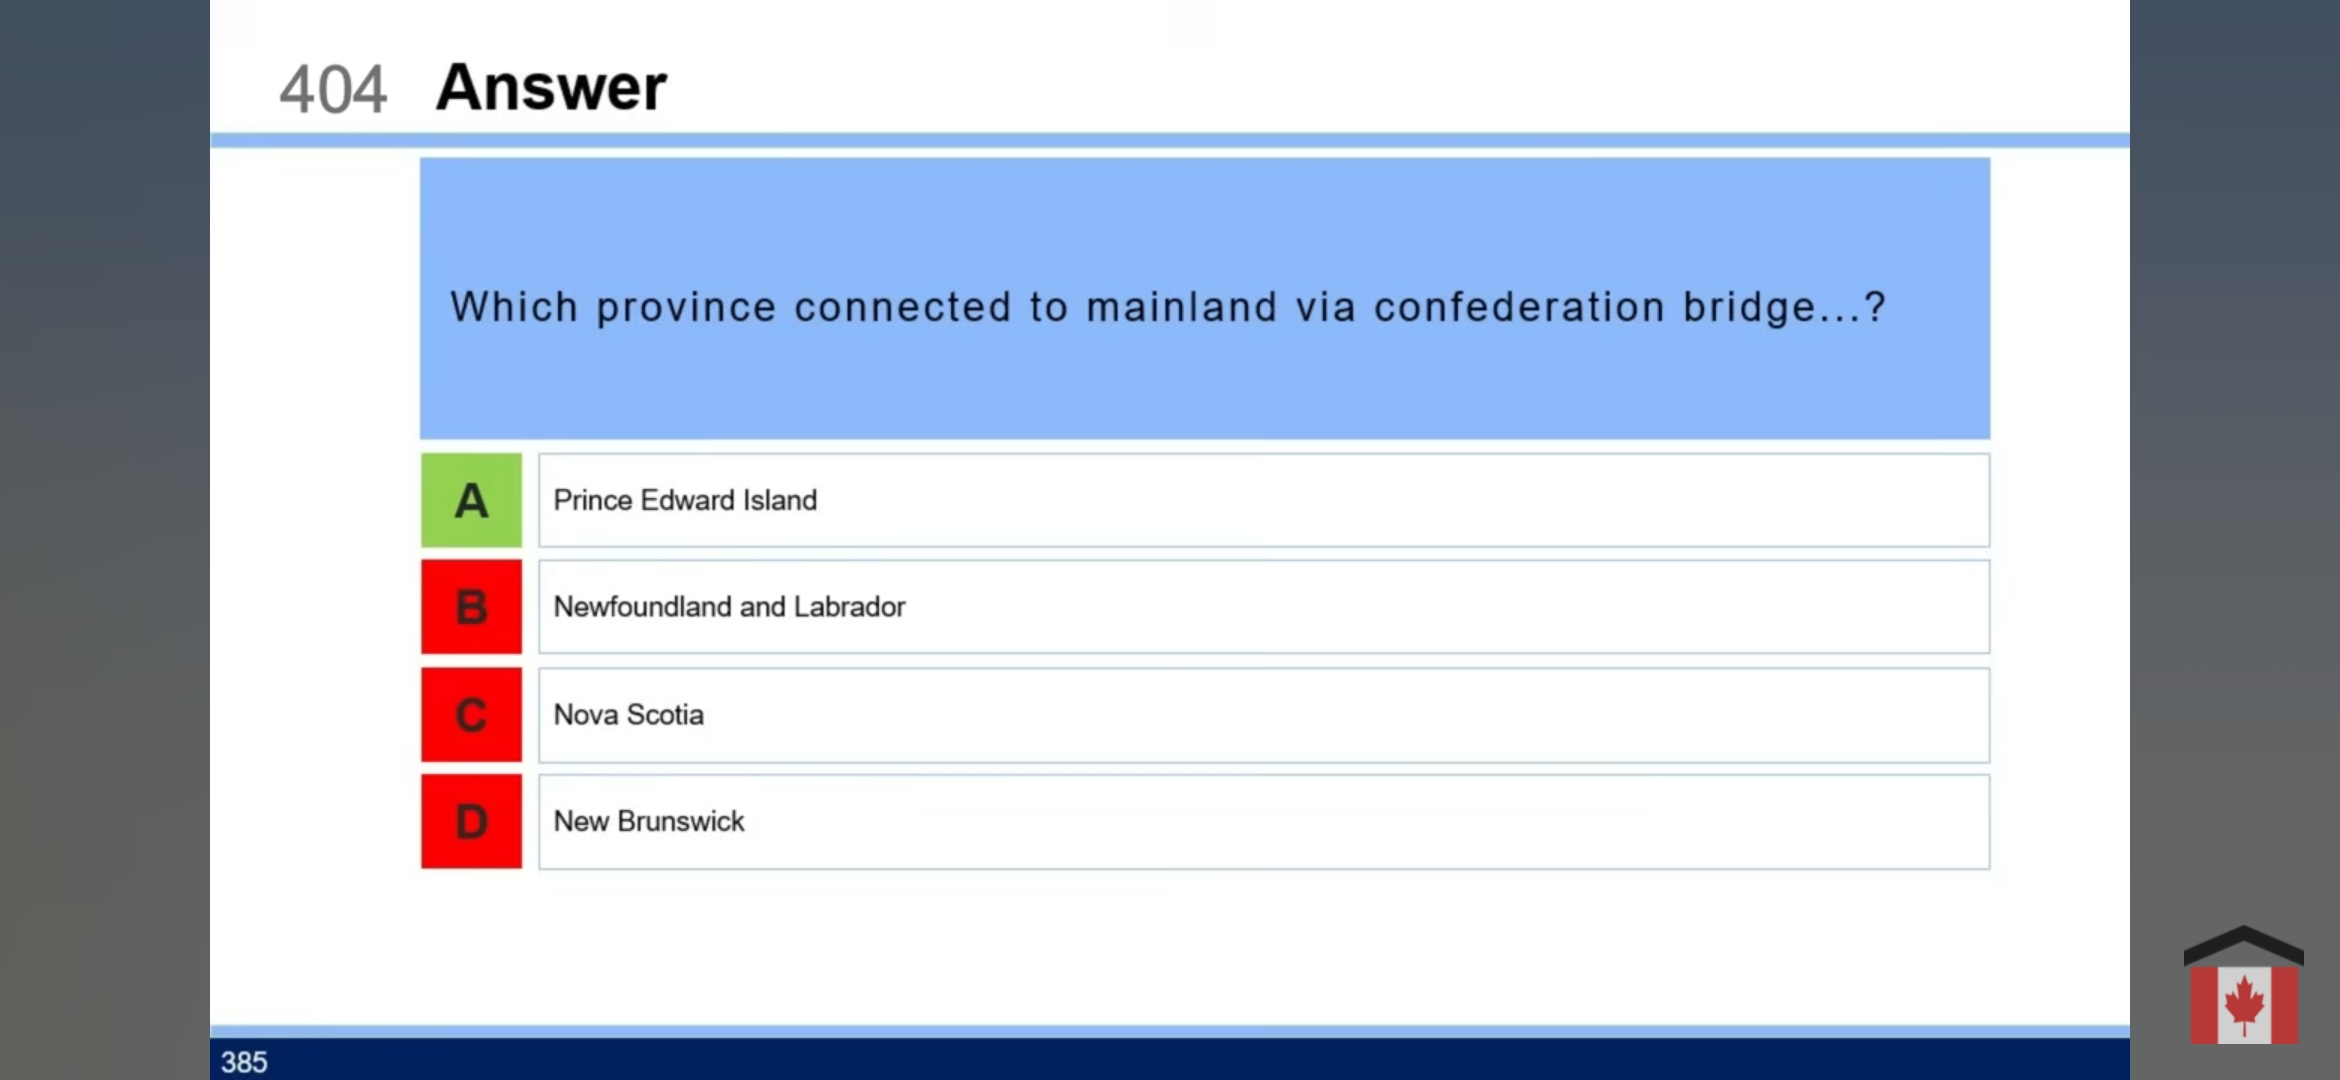 404 Answer
Which province connected to mainland via confederation bridge...?
A Prince Edward Island
B Newfoundland and Labrador
C Nova Scotia
D New Brunswick
385